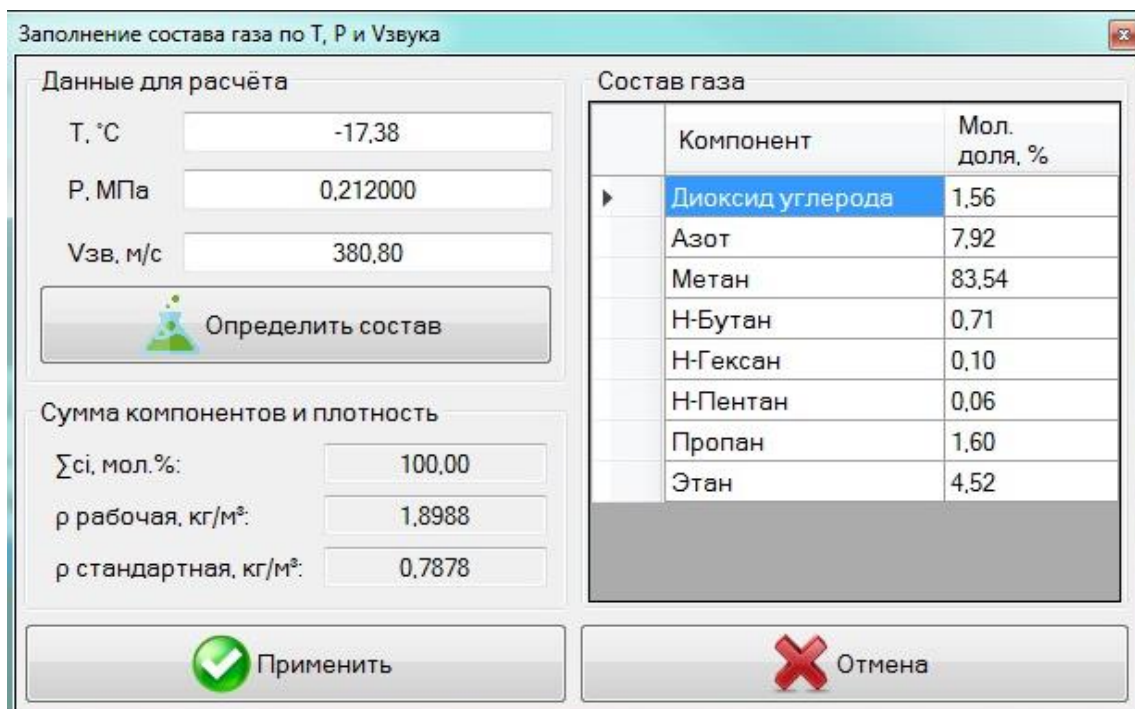 Заполнение состава газа по T, P и Vзвука
Данные для расчёта
T, °C -17,38
P, МПа 0,212000
Vзв, м/с 380,80
Определить состав
Сумма компонентов и плотность
∑ci, мол.%: 100,00
ρ рабочая, кг/м³: 1,8988
ρ стандартная, кг/м³: 0,7878
Состав газа
Компонент Мол.
доля, %
Диоксид углерода 1,56
Азот 7,92
Метан 83,54
Н-Бутан 0,71
Н-Гексан 0,10
Н-Пентан 0,06
Пропан 1,60
Этан 4,52
Применить
Отмена